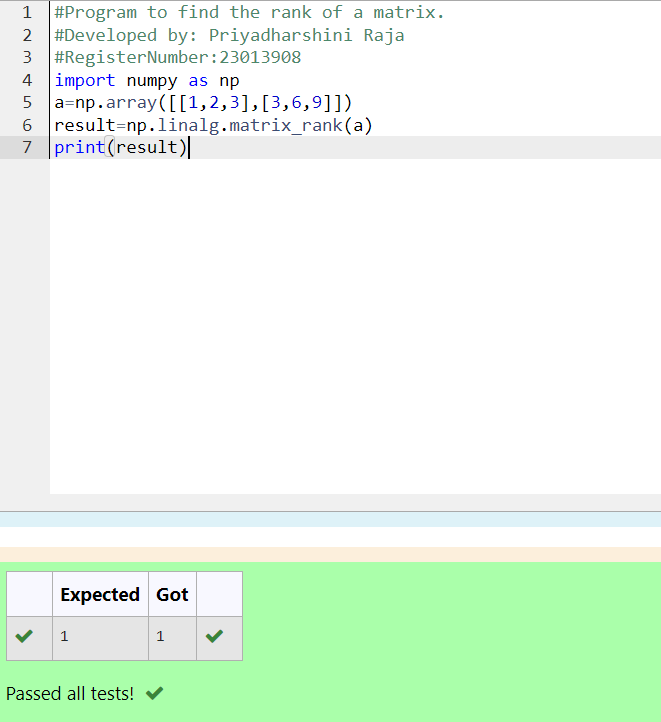 1 #Program to find the rank of a matrix.
2 #Developed by: Priyadharshini Raja
3 #RegisterNumber:23013908
4 import numpy as np
5 a=np.array([[1,2,3],[3,6,9]])
6 result=np.linalg.matrix_rank(a)
7 print(result)
Expected Got
1 1
Passed all tests!